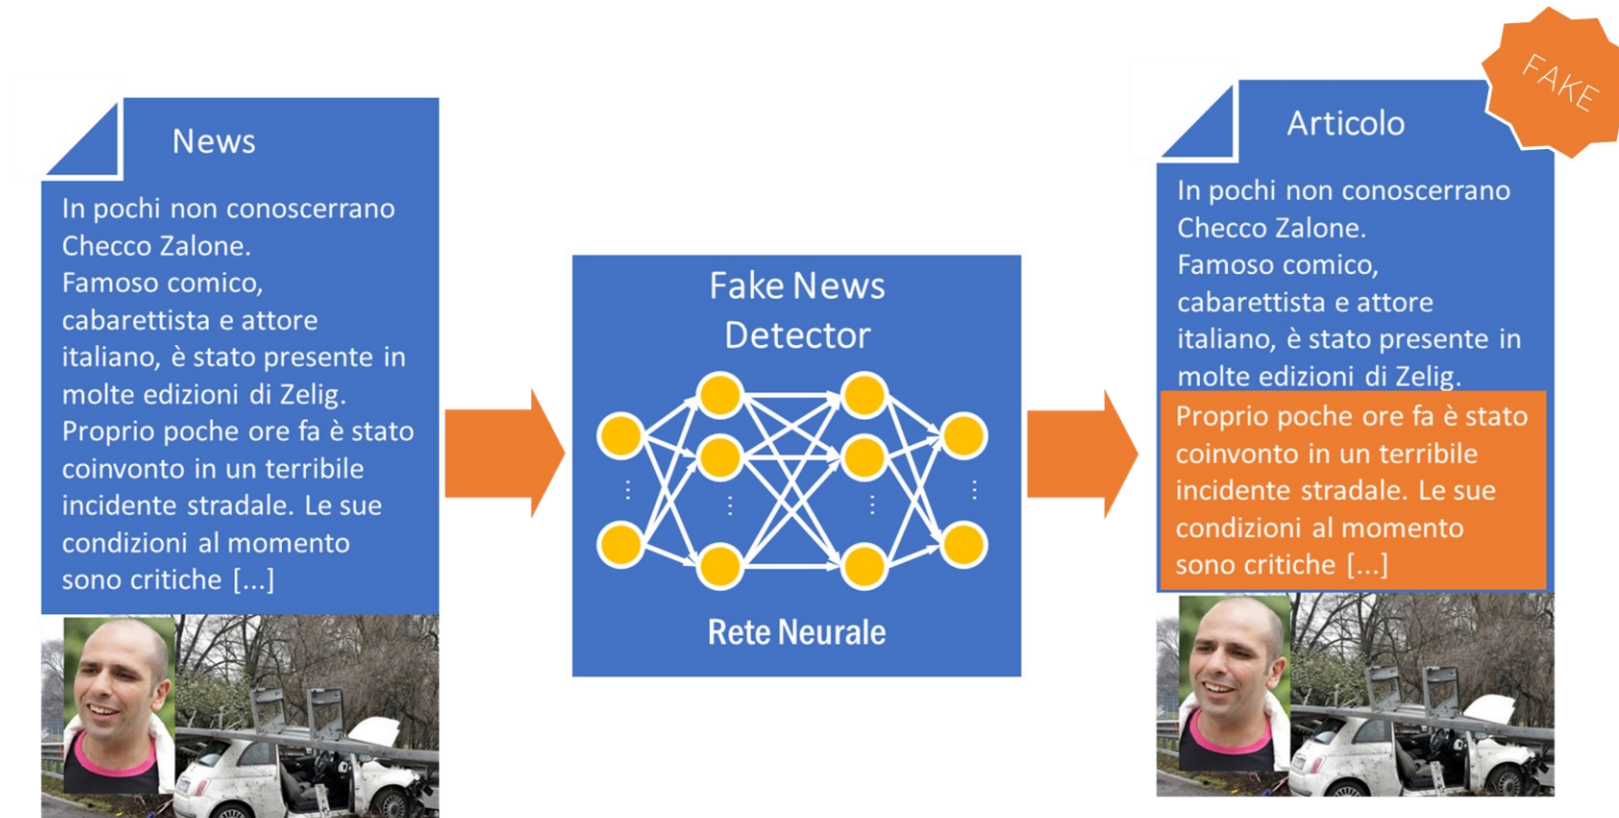 News
In pochi non conoscerrano
Checco Zalone.
Famoso comico,
cabarettista e attore
italiano, è stato presente in
molte edizioni di Zelig.
Proprio poche ore fa è stato
coinvonto in un terribile
incidente stradale. Le sue
condizioni al momento
sono critiche [...]
Fake News
Detector
Rete Neurale
FAKE
Articolo
In pochi non conoscerrano
Checco Zalone.
Famoso comico,
cabarettista e attore
italiano, è stato presente in
molte edizioni di Zelig.
Proprio poche ore fa è stato
coinvonto in un terribile
incidente stradale. Le sue
condizioni al momento
sono critiche [...]